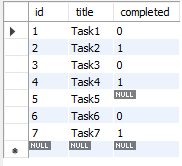 id title completed
1 Task1 0
2 Task2 1
3 Task3 0
4 Task4 1
5 Task5 NULL
6 Task6 0
7 Task7 1
NULL NULL NULL